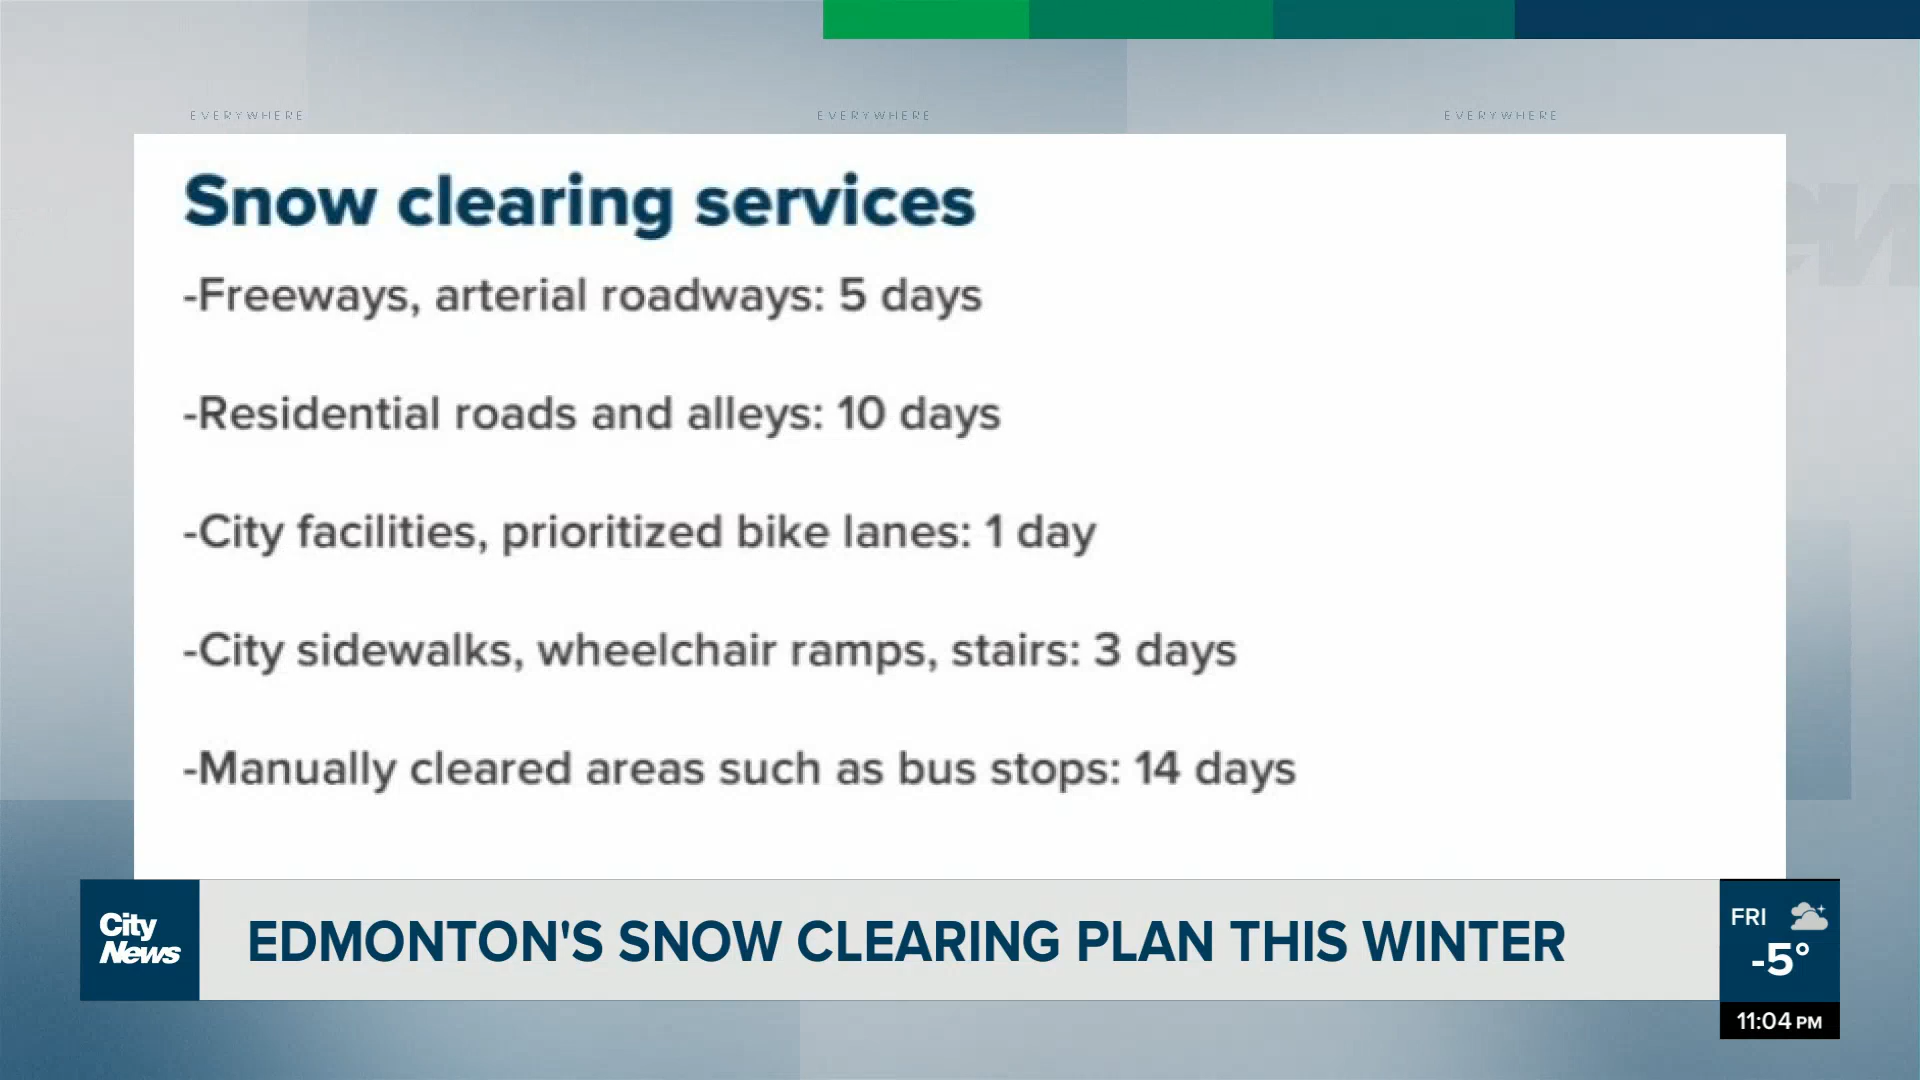 EVERYWHERE EVERYWHERE EVERYWHERE
Snow clearing services
-Freeways, arterial roadways: 5 days
-Residential roads and alleys: 10 days
-City facilities, prioritized bike lanes: 1 day
-City sidewalks, wheelchair ramps, stairs: 3 days
-Manually cleared areas such as bus stops: 14 days
City
News
EDMONTON'S SNOW CLEARING PLAN THIS WINTER
FRI
-5°
11:04 PM